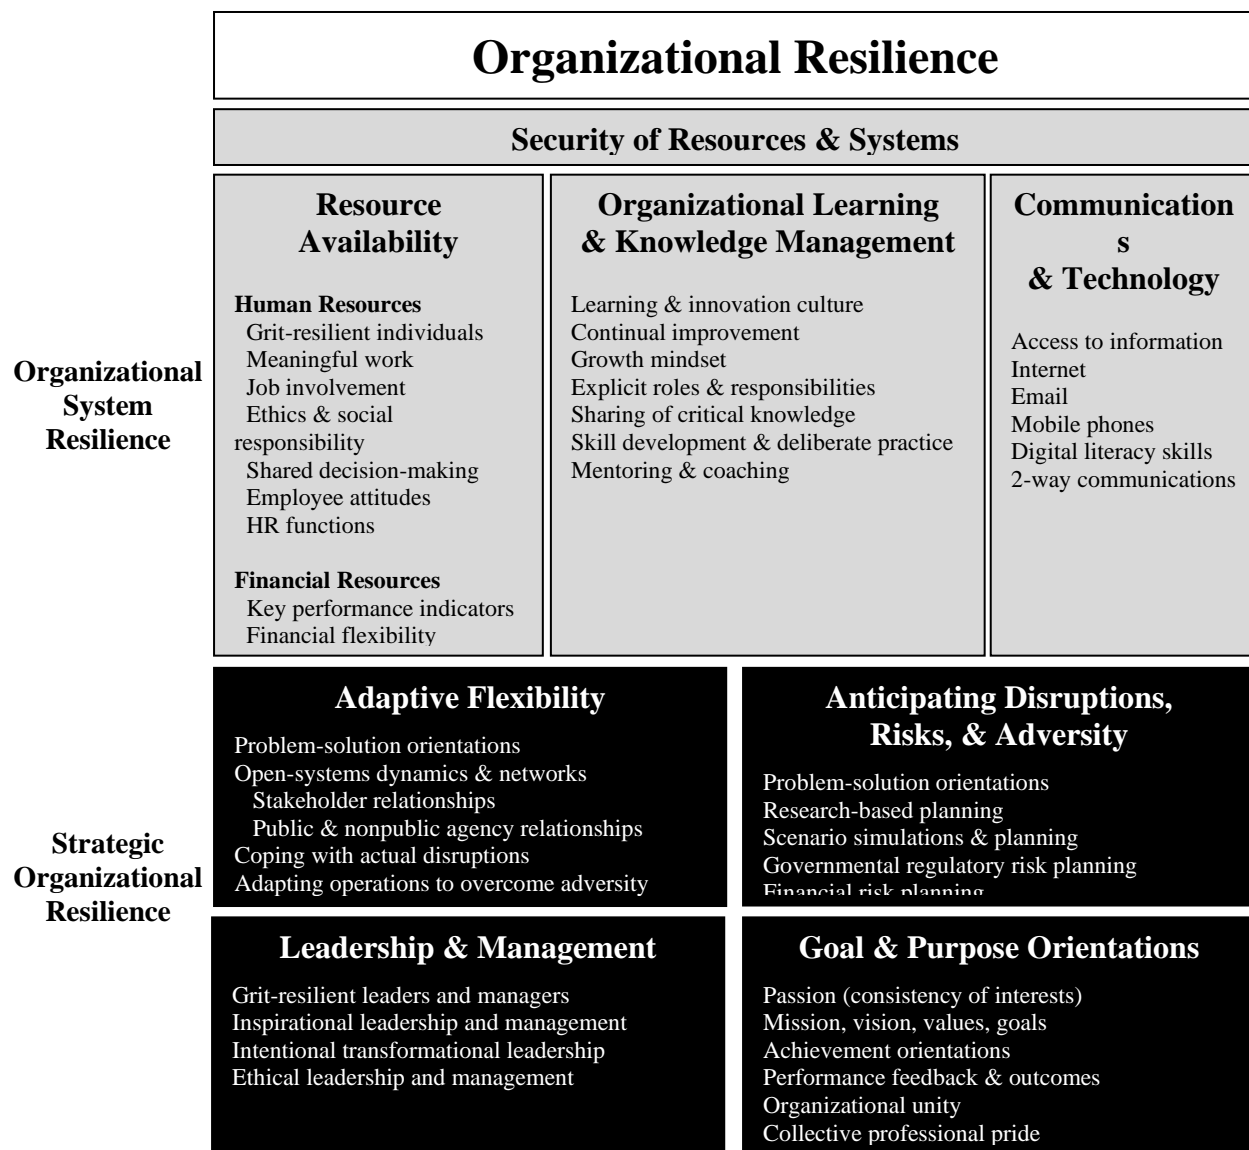 Organizational Resilience
Security of Resources & Systems
Organizational
System
Resilience
Resource
Availability
Human Resources
Grit-resilient individuals
Meaningful work
Job involvement
Ethics & social
responsibility
Shared decision-making
Employee attitudes
HR functions
Financial Resources
Key performance indicators
Financial flexibility
Organizational Learning
& Knowledge Management
Learning & innovation culture
Continual improvement
Growth mindset
Explicit roles & responsibilities
Sharing of critical knowledge
Skill development & deliberate practice
Mentoring & coaching
Communication
s
& Technology
Access to information
Internet
Email
Mobile phones
Digital literacy skills
2-way communications
Strategic
Organizational
Resilience
Adaptive Flexibility
Problem-solution orientations
Open-systems dynamics & networks
Stakeholder relationships
Public & nonpublic agency relationships
Coping with actual disruptions
Adapting operations to overcome adversity
Anticipating Disruptions,
Risks, & Adversity
Problem-solution orientations
Research-based planning
Scenario simulations & planning
Governmental regulatory risk planning
Financial risk planning
Leadership & Management
Grit-resilient leaders and managers
Inspirational leadership and management
Intentional transformational leadership
Ethical leadership and management
Goal & Purpose Orientations
Passion (consistency of interests)
Mission, vision, values, goals
Achievement orientations
Performance feedback & outcomes
Organizational unity
Collective professional pride